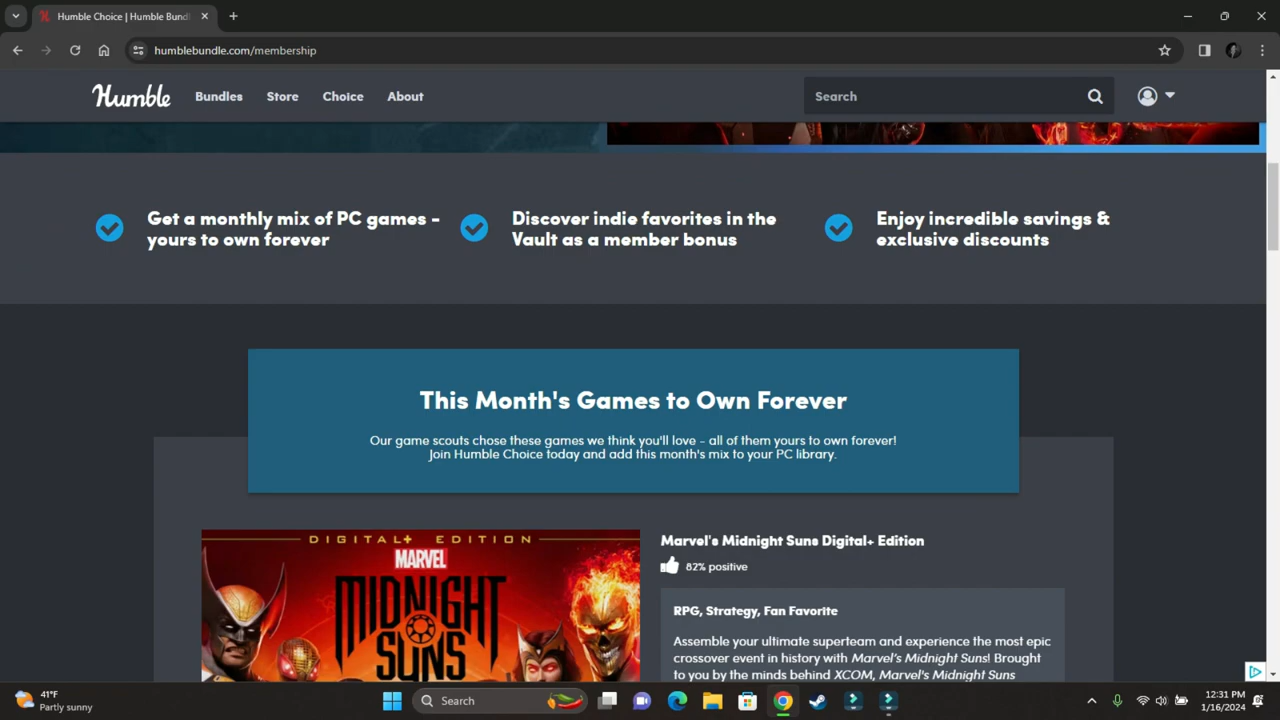 Humble Choice | Humble Bundl
humblebundle.com/membership
Humble
Bundles
Store
Choice
About
Search
Get a monthly mix of PC games -
yours to own forever
Discover indie favorites in the
Vault as a member bonus
Enjoy incredible savings &
exclusive discounts
This Month's Games to Own Forever
Our game scouts chose these games we think you'll love - all of them yours to own forever!
Join Humble Choice today and add this month's mix to your PC library.
DIGITAL+ EDITION
MARVEL
MIDNIGHT
SUNS
Marvel's Midnight Suns Digital+ Edition
82% positive
RPG, Strategy, Fan Favorite
Assemble your ultimate superteam and experience the most epic
crossover event in history with Marvel's Midnight Suns! Brought
to you by the minds behind XCOM, Marvel's Midnight Suns
41°F
Partly sunny
Search
12:31 PM
1/16/2024